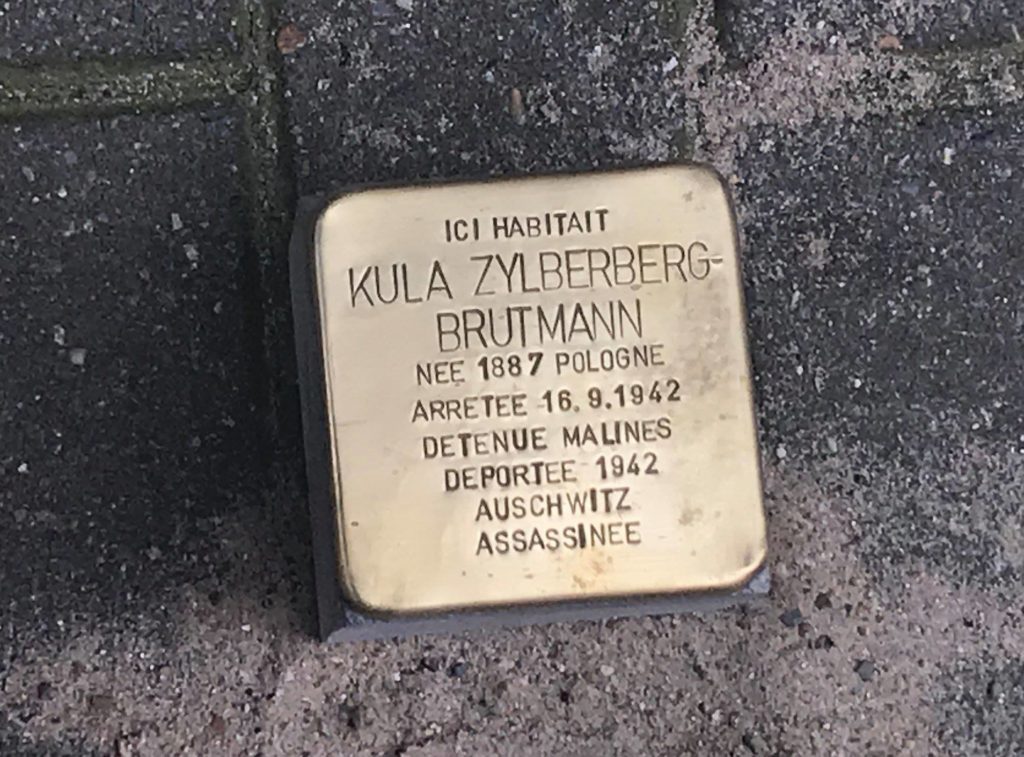 ICI HABITAIT
KULA ZYLBERBERG-
BRUTMANN
NEE 1887 POLOGNE
ARRETEE 16.9.1942
DETENUE MALINES
DEPORTEE 1942
AUSCHWITZ
ASSASSINEE